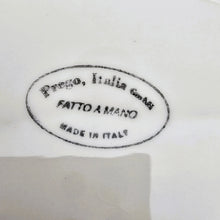 Prego, Italia GmbH
FATTO A MANO
MADE IN ITALY